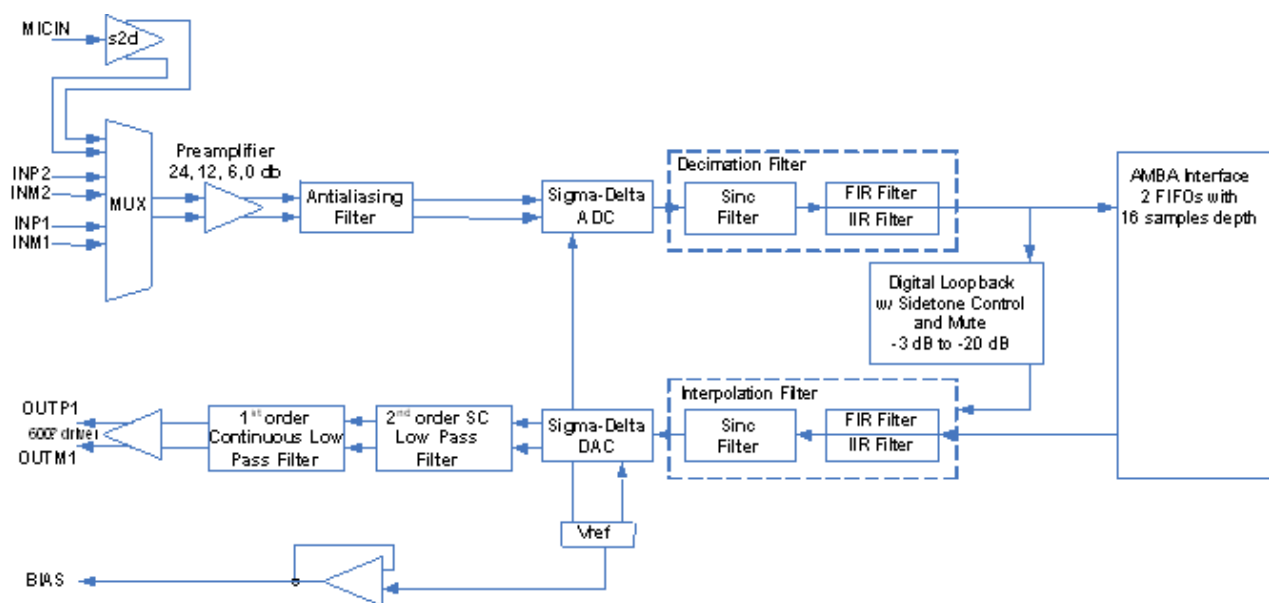 MICIN
s2d
Preamplifier
24, 12, 6,0 db
INP2
INM2
INP1
INM1
MUX
Antialiasing
Filter
Sigma-Delta
ADC
Decimation Filter
Sinc
Filter
FIR Filter
IIR Filter
AMBA Interface
2 FIFOs with
16 samples depth
Digital Loopback
w/ Sidetone Control
and Mute
-3 dB to -20 dB
OUTP1
600? driver
OUTM1
1st order
Continuous Low
Pass Filter
2nd order SC
Low Pass
Filter
Sigma-Delta
DAC
Interpolation Filter
Sinc
Filter
FIR Filter
IIR Filter
Vref
BIAS